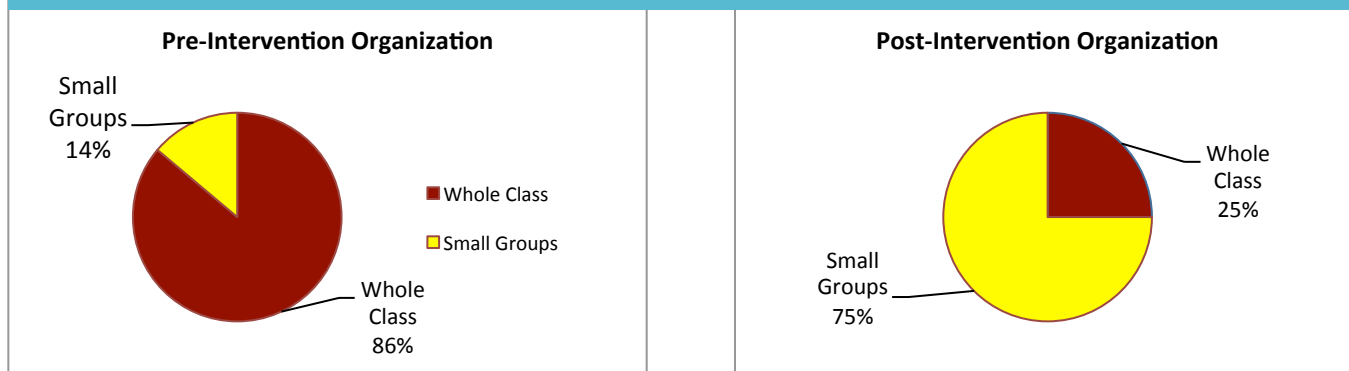 Pre-Intervention Organization
Small
Groups
14%
Whole Class
Small Groups
Whole
Class
86%
Post-Intervention Organization
Whole
Class
25%
Small
Groups
75%